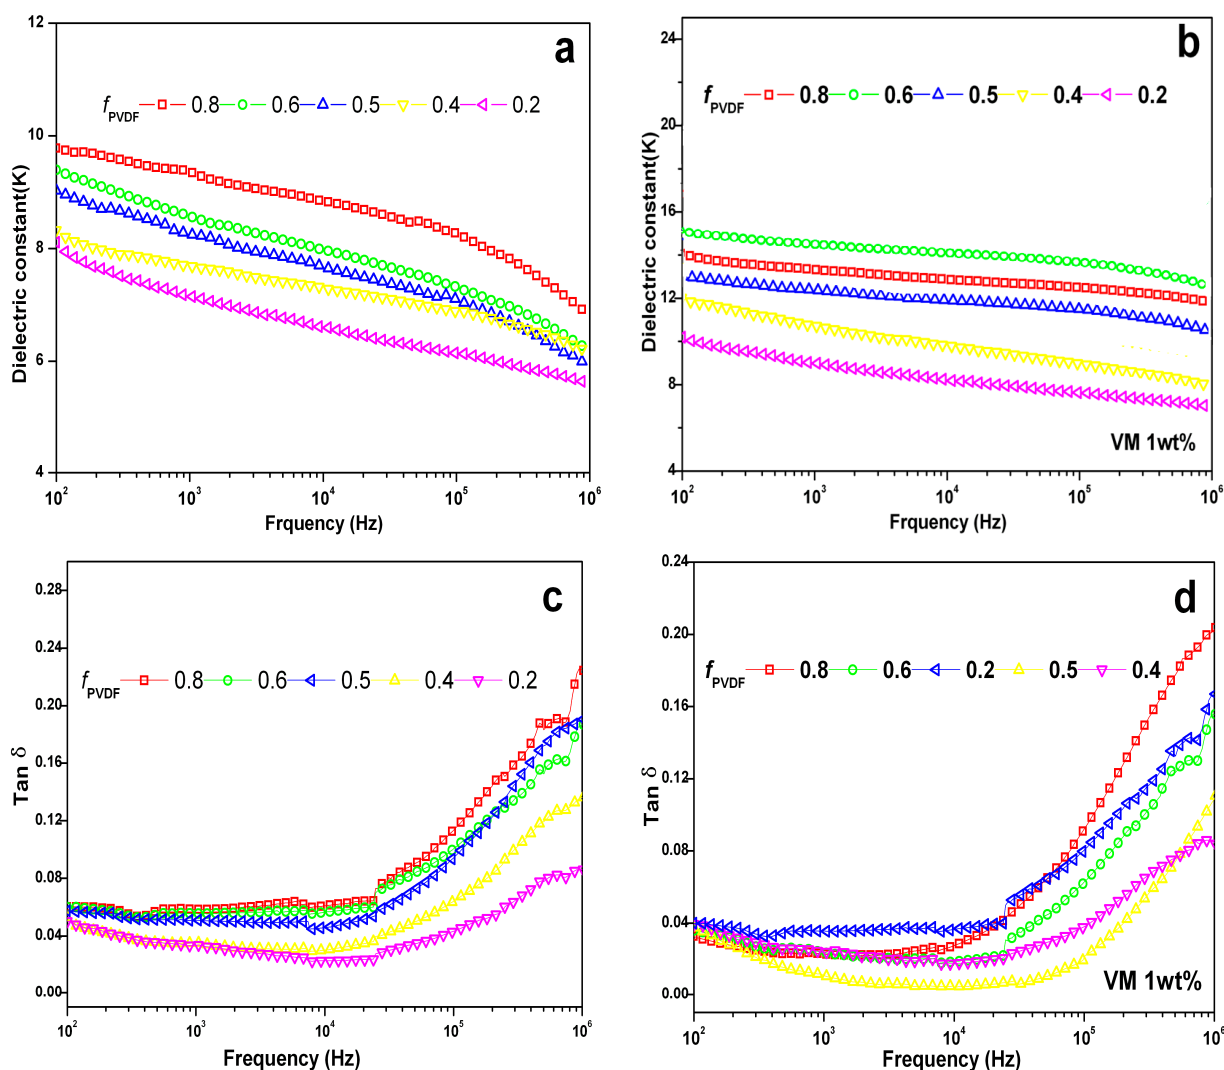 a
f PVDF 0.8 0.6 0.5 0.4 0.2
12
10
8
6
4
Dielectric constant(K)
10² 10³ 10⁴ 10⁵ 10⁶
Frquency (Hz)
b
f PVDF 0.8 0.6 0.5 0.4 0.2
24
20
15
12
8
4
Dielectric constant(K)
VM 1wt%
10² 10³ 10⁴ 10⁵ 10⁶
Frquency (Hz)
c
f PVDF 0.8 0.6 0.5 0.4 0.2
0.28
0.24
0.20
0.16
0.12
0.08
0.04
0.00
Tan δ
10² 10³ 10⁴ 10⁵ 10⁶
Frequency (Hz)
d
f PVDF 0.8 0.6 0.2 0.5 0.4
0.24
0.20
0.16
0.12
0.08
0.04
0.00
Tan δ
VM 1wt%
10² 10³ 10⁴ 10⁵ 10⁶
Frequency (Hz)